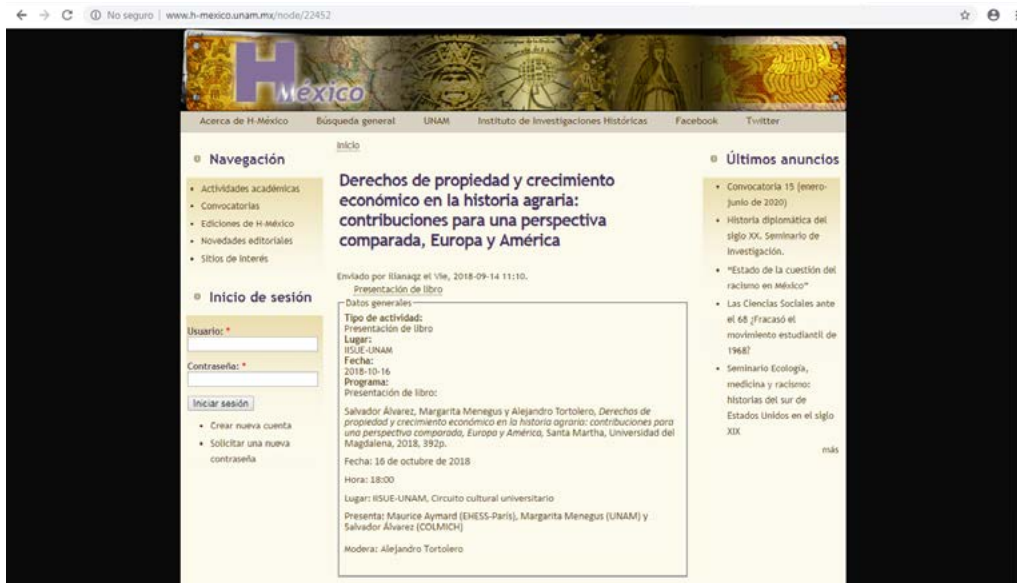 No seguro | www.h-mexico.unam.mx/node/22452
H México
Acerca de H-México Búsqueda general UNAM Instituto de Investigaciones Históricas Facebook Twitter
Navegación
• Actividades académicas
• Convocatorias
• Ediciones de H-México
• Novedades editoriales
• Sitios de interés
Inicio de sesión
Usuario: *
Contraseña: *
Iniciar sesión
• Crear nueva cuenta
• Solicitar una nueva
contraseña
Inicio
Derechos de propiedad y crecimiento
económico en la historia agraria:
contribuciones para una perspectiva
comparada, Europa y América
Enviado por ilianaqz el Vie, 2018-09-14 11:10.
Presentación de libro
Datos generales
Tipo de actividad:
Presentación de libro
Lugar:
IISUE-UNAM
Fecha:
2018-10-16
Programa:
Presentación de libro:
Salvador Álvarez, Margarita Menegus y Alejandro Tortolero, Derechos de
propiedad y crecimiento económico en la historia agraria: contribuciones para
una perspectiva comparada, Europa y América, Santa Martha, Universidad del
Magdalena, 2018, 392p.
Fecha: 16 de octubre de 2018
Hora: 18:00
Lugar: IISUE-UNAM, Circuito cultural universitario
Presenta: Maurice Aymard (EHESS-París), Margarita Menegus (UNAM) y
Salvador Álvarez (COLMICH)
Modera: Alejandro Tortolero
Últimos anuncios
• Convocatoria 15 (enero-
junio de 2020)
• Historia diplomática del
siglo XX. Seminario de
investigación.
• "Estado de la cuestión del
racismo en México"
• Las Ciencias Sociales ante
el 68 ¿Fracasó el
movimiento estudiantil de
1968?
• Seminario Ecología,
medicina y racismo:
historias del sur de
Estados Unidos en el siglo
XIX
más